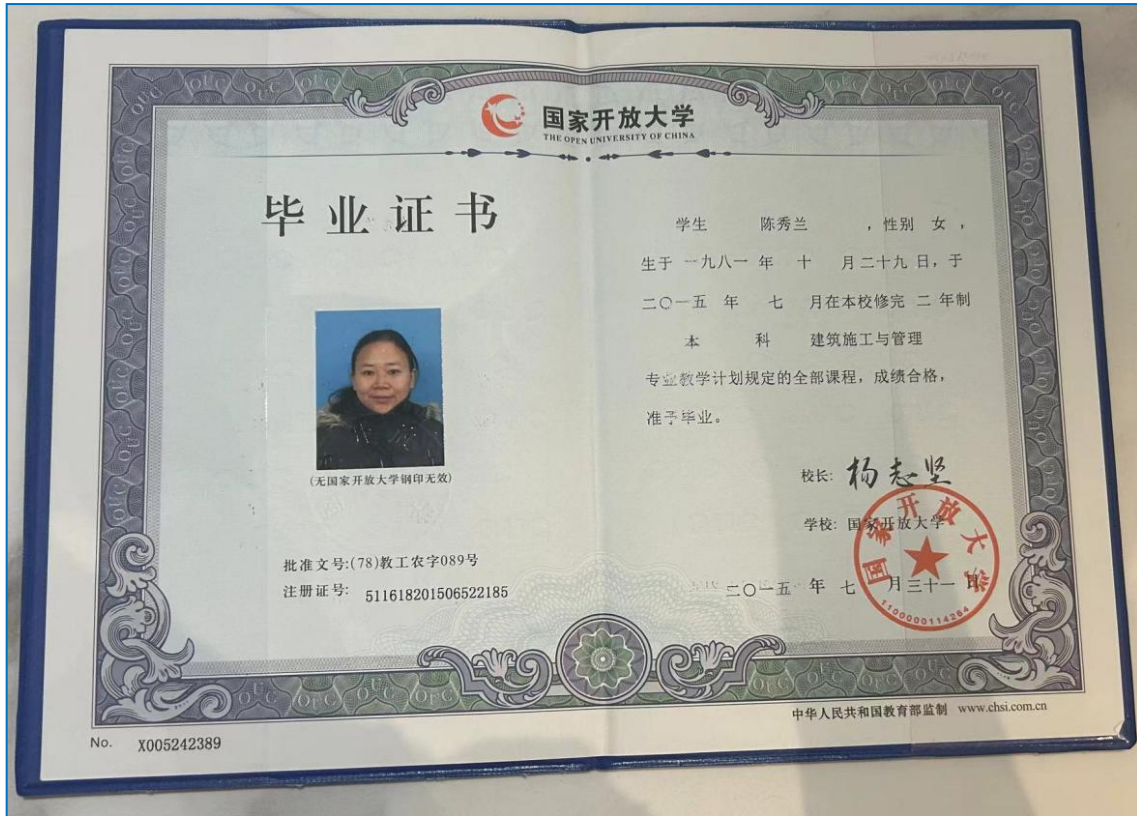 国家开放大学
THE OPEN UNIVERSITY OF CHINA
毕业证书
(无国家开放大学钢印无效)
批准文号:(78)教工农字089号
注册证号: 511618201506522185
学生 陈秀兰 ,性别 女,
生于 一九八一 年 十 月二十九 日,于
二〇一五 年 七 月在本校修完 二 年制
本 科 建筑施工与管理
专业教学计划规定的全部课程,成绩合格,
准予毕业。
校长: 杨志坚
学校: 国家开放大学
二〇一五 年 七 月三十一 日
国家开放大学
1100000114264
中华人民共和国教育部监制 www.chsi.com.cn
No. X005242389